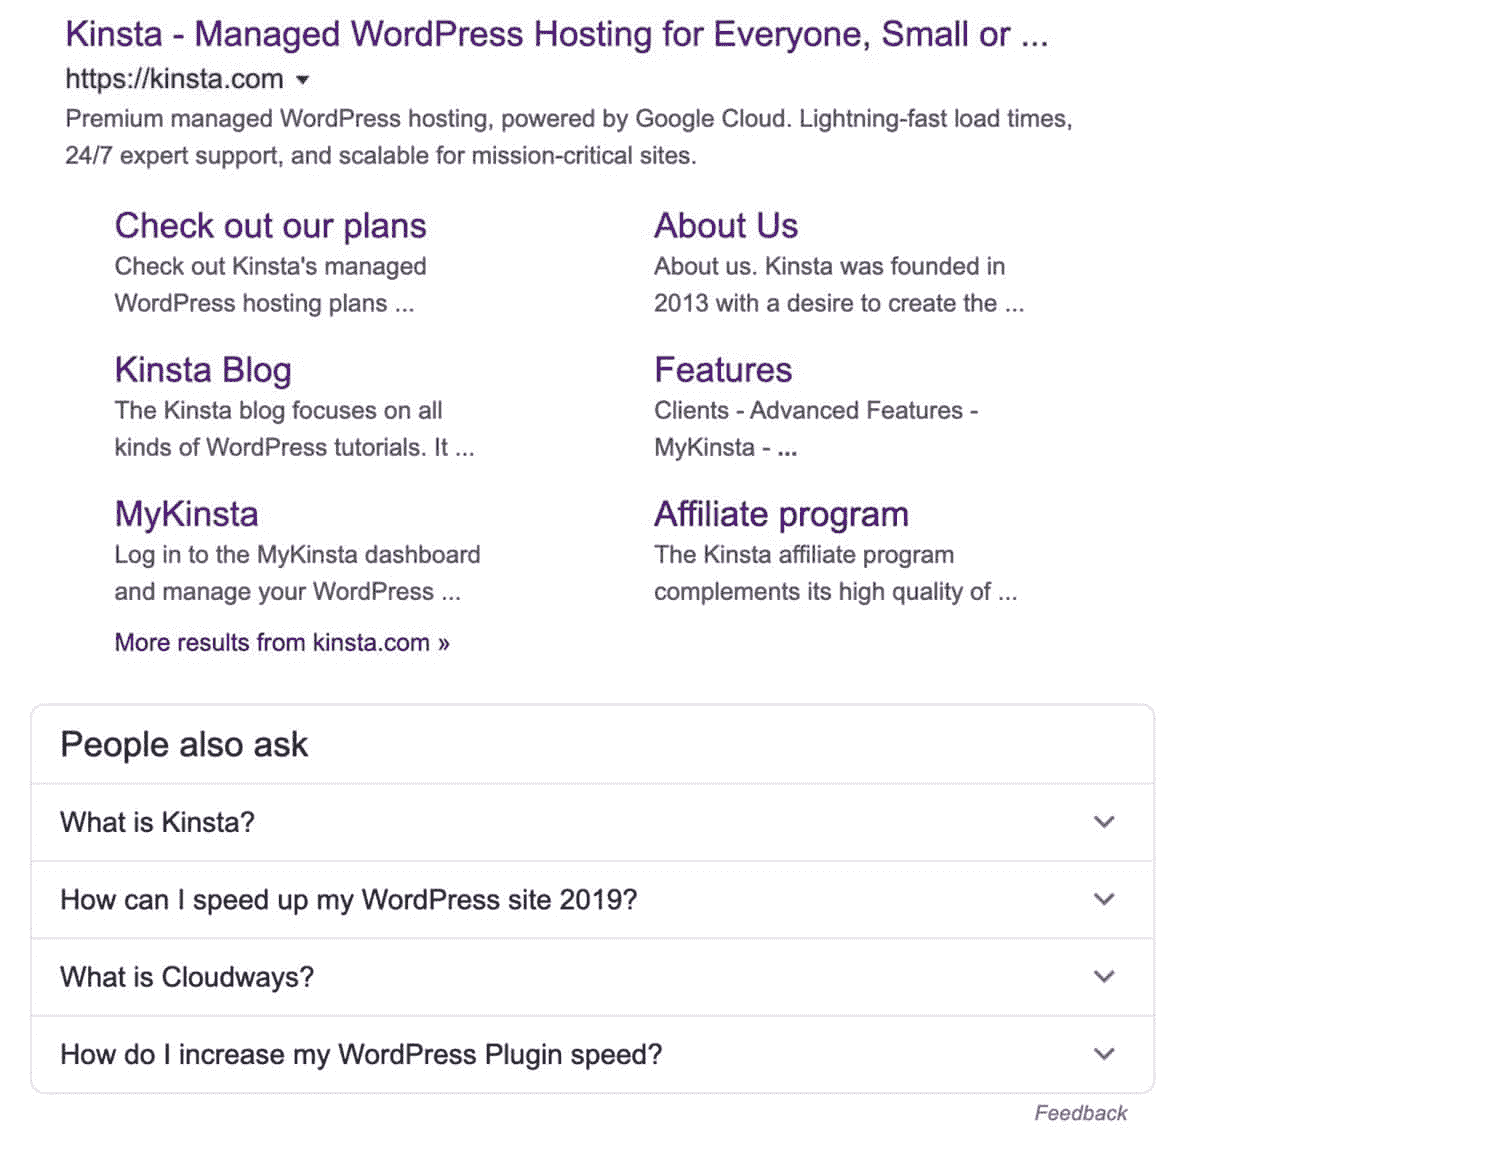 Kinsta - Managed WordPress Hosting for Everyone, Small or ...
https://kinsta.com
Premium managed WordPress hosting, powered by Google Cloud. Lightning-fast load times,
24/7 expert support, and scalable for mission-critical sites.
Check out our plans
Check out Kinsta's managed
WordPress hosting plans ...
About Us
About us. Kinsta was founded in
2013 with a desire to create the ...
Kinsta Blog
The Kinsta blog focuses on all
kinds of WordPress tutorials. It ...
Features
Clients - Advanced Features -
MyKinsta - ...
MyKinsta
Log in to the MyKinsta dashboard
and manage your WordPress ...
Affiliate program
The Kinsta affiliate program
complements its high quality of ...
More results from kinsta.com »
People also ask
What is Kinsta?
How can I speed up my WordPress site 2019?
What is Cloudways?
How do I increase my WordPress Plugin speed?
Feedback